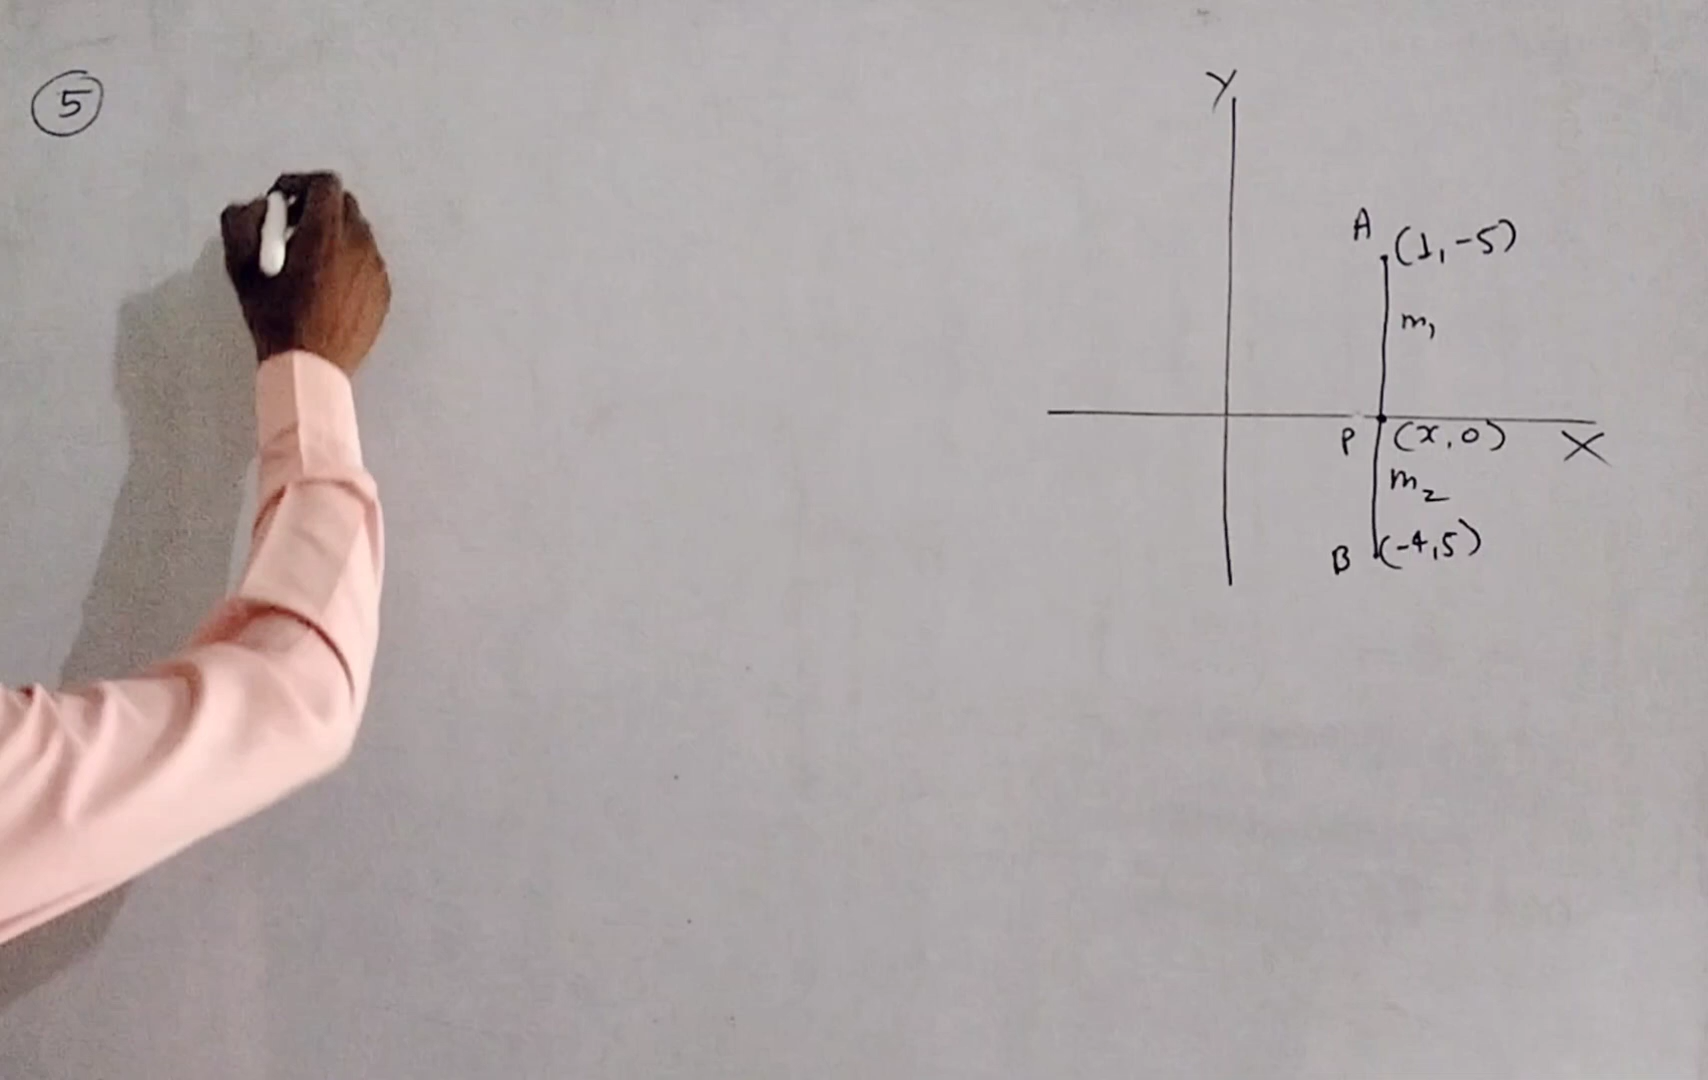 5
Y
A (1, -5)
m₁
P (x, 0) X
m₂
B (-4, 5)